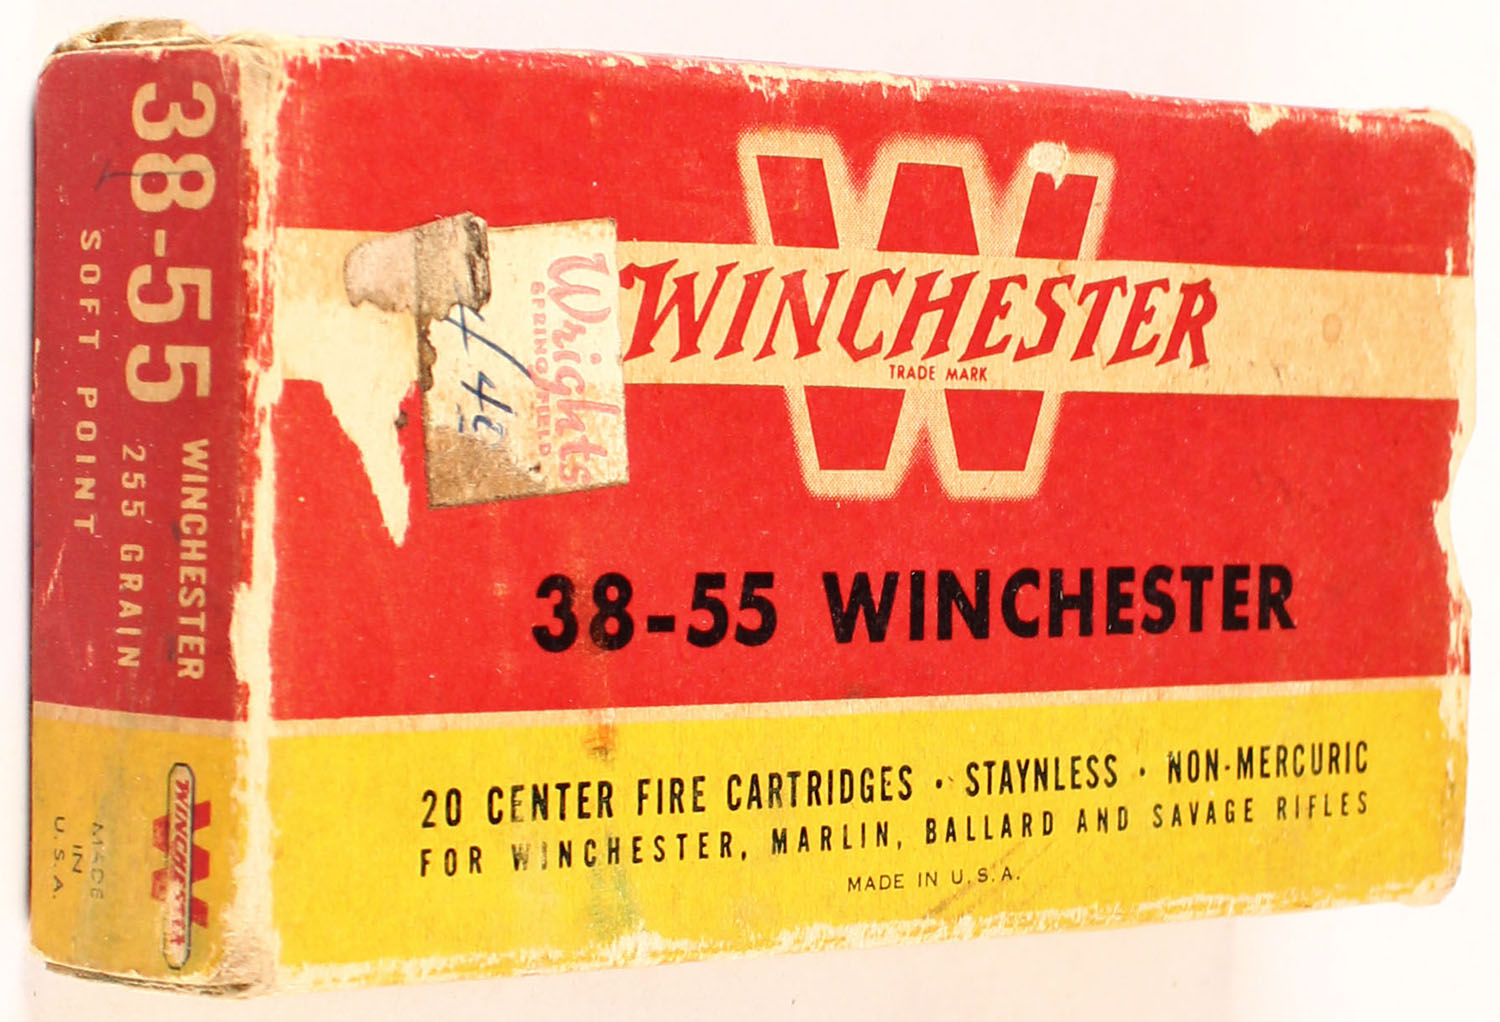 38-55 WINCHESTER
255 GRAIN
SOFT POINT
WINCHESTER
MADE
IN
U.S.A.
Wrights
SPRINGFIELD
WINCHESTER
TRADE MARK
38-55 WINCHESTER
20 CENTER FIRE CARTRIDGES · STAYNLESS · NON-MERCURIC
FOR WINCHESTER, MARLIN, BALLARD AND SAVAGE RIFLES
MADE IN U.S.A.